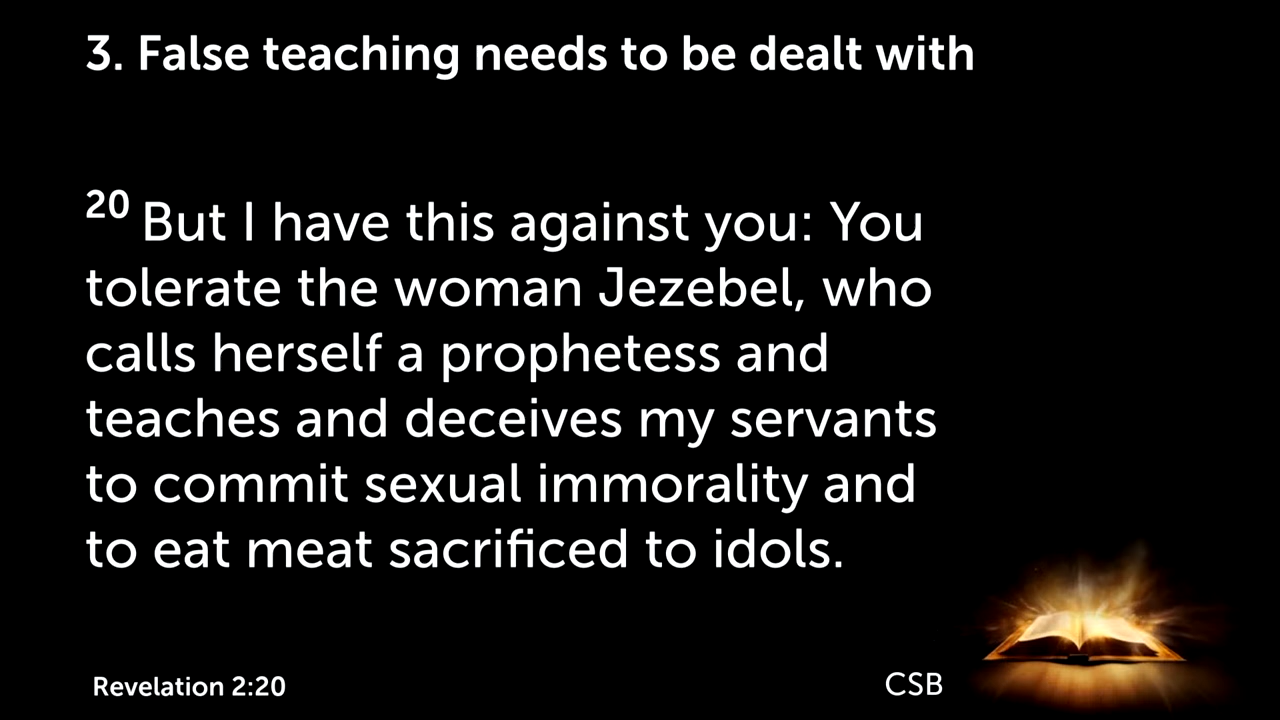 3. False teaching needs to be dealt with
20 But I have this against you: You
tolerate the woman Jezebel, who
calls herself a prophetess and
teaches and deceives my servants
to commit sexual immorality and
to eat meat sacrificed to idols.
Revelation 2:20
CSB